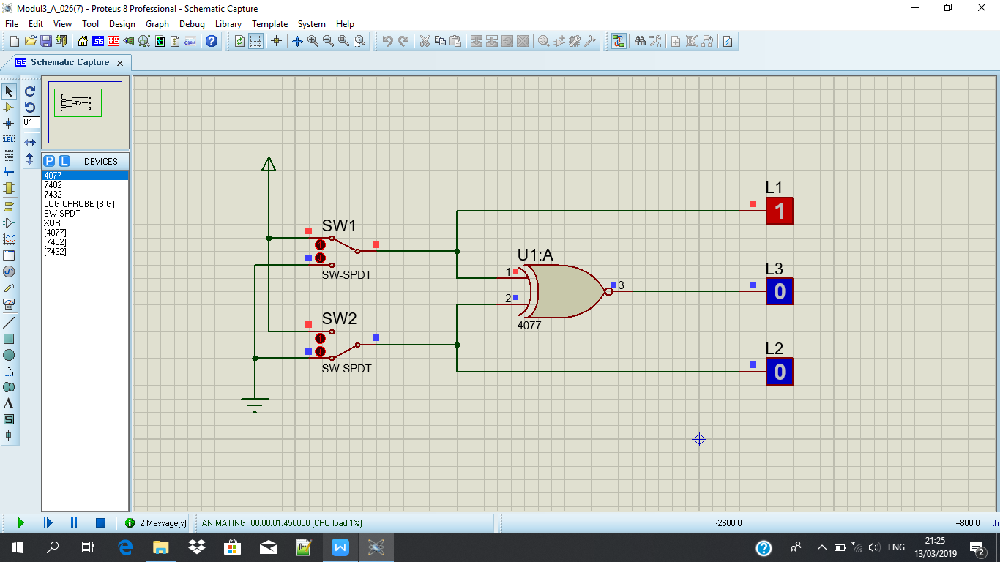 Modul3_A_026(7) - Proteus 8 Professional - Schematic Capture
File Edit View Tool Design Graph Debug Library Template System Help
Schematic Capture
0°
LBL
P L DEVICES
4077
7402
7432
LOGICPROBE (BIG)
SW-SPDT
XOR
[4077]
[7402]
[7432]
A
S
SW1
SW-SPDT
SW2
SW-SPDT
U1:A
1
2
3
4077
L1
1
L3
0
L2
0
2 Message(s)
ANIMATING: 00:00:01.450000 (CPU load 1%)
-2600.0
+800.0
th
W
ENG
21:25
13/03/2019
2